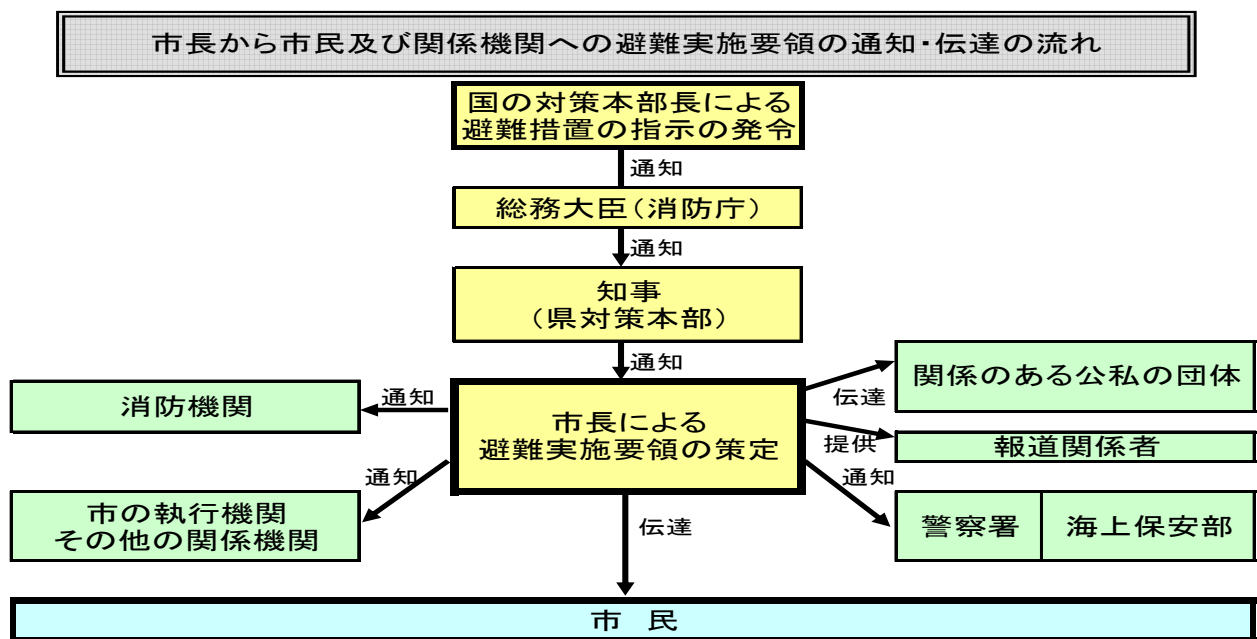 市長から市民及び関係機関への避難実施要領の通知・伝達の流れ
国の対策本部長による
避難措置の指示の発令
通知
総務大臣(消防庁)
通知
知事
(県対策本部)
通知
関係のある公私の団体
消防機関
通知
市長による
避難実施要領の策定
伝達
提供
報道関係者
通知
通知
市の執行機関
その他の関係機関
伝達
警察署
海上保安部
市 民